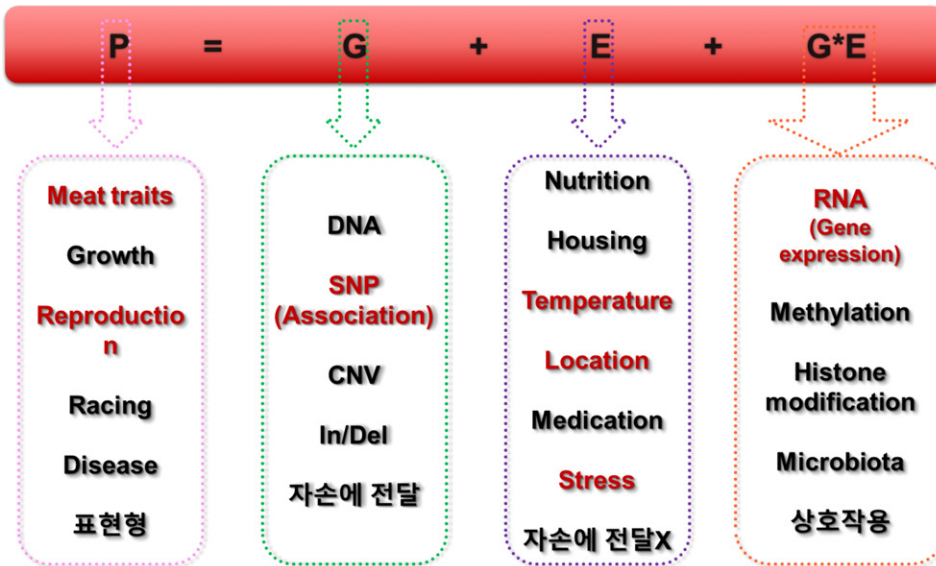 P = G + E + G*E
Meat traits
Growth
Reproductio
n
Racing
Disease
표현형
DNA
SNP
(Association)
CNV
In/Del
자손에 전달
Nutrition
Housing
Temperature
Location
Medication
Stress
자손에 전달X
RNA
(Gene
expression)
Methylation
Histone
modification
Microbiota
상호작용